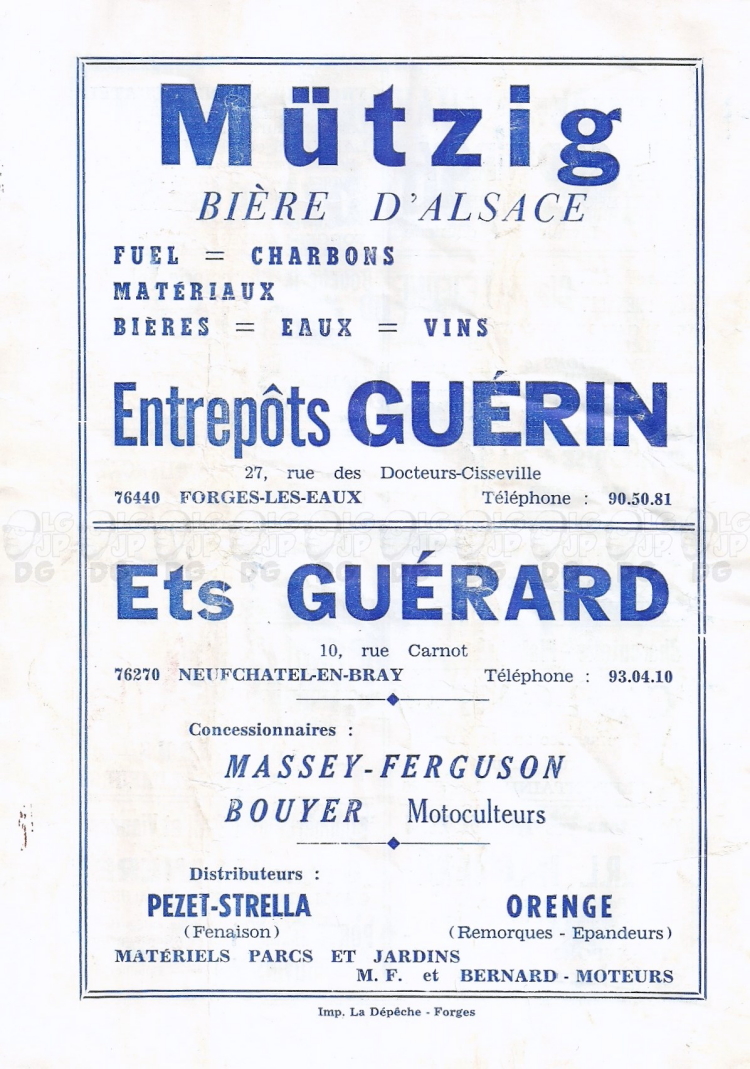 Mützig
BIÈRE D'ALSACE
FUEL = CHARBONS
MATÉRIAUX
BIÈRES = EAUX = VINS
Entrepôts GUÉRIN
27, rue des Docteurs-Cisseville
76440 FORGES-LES-EAUX Téléphone : 90.50.81
LG JP DG
Ets GUÉRARD
10, rue Carnot
76270 NEUFCHATEL-EN-BRAY Téléphone : 93.04.10
Concessionnaires :
MASSEY-FERGUSON
BOUYER Motoculteurs
Distributeurs :
PEZET-STRELLA ORENGE
(Fenaison) (Remorques - Epandeurs)
MATÉRIELS PARCS ET JARDINS
M. F. et BERNARD - MOTEURS
Imp. La Dépêche - Forges